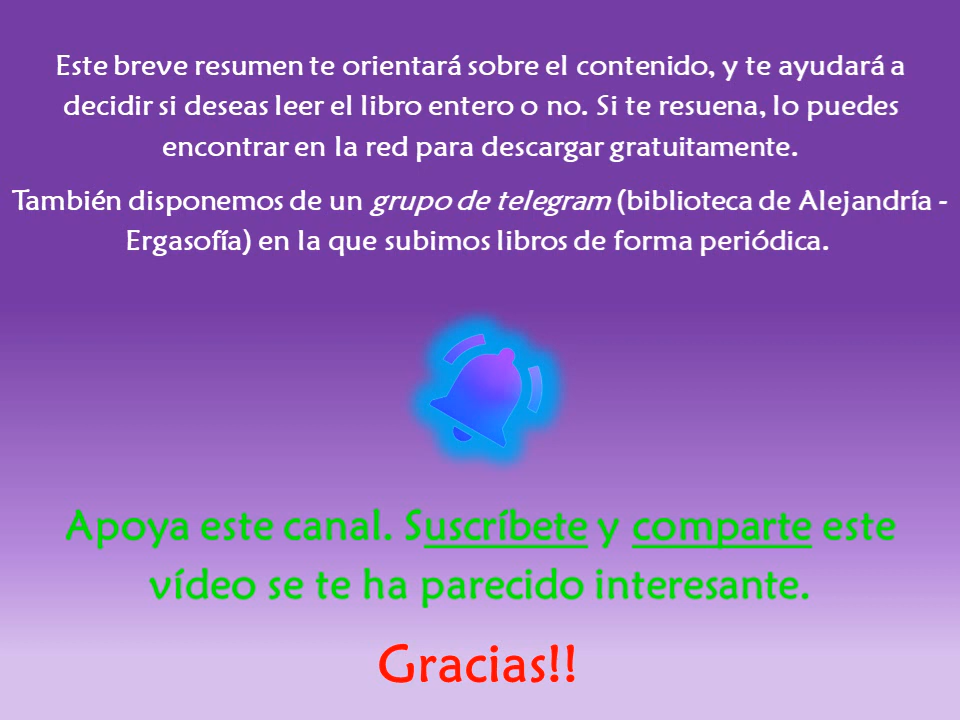 Este breve resumen te orientará sobre el contenido, y te ayudará a
decidir si deseas leer el libro entero o no. Si te resuena, lo puedes
encontrar en la red para descargar gratuitamente.
También disponemos de un grupo de telegram (biblioteca de Alejandría -
Ergasofía) en la que subimos libros de forma periódica.
Apoya este canal. Suscríbete y comparte este
vídeo se te ha parecido interesante.
Gracias!!